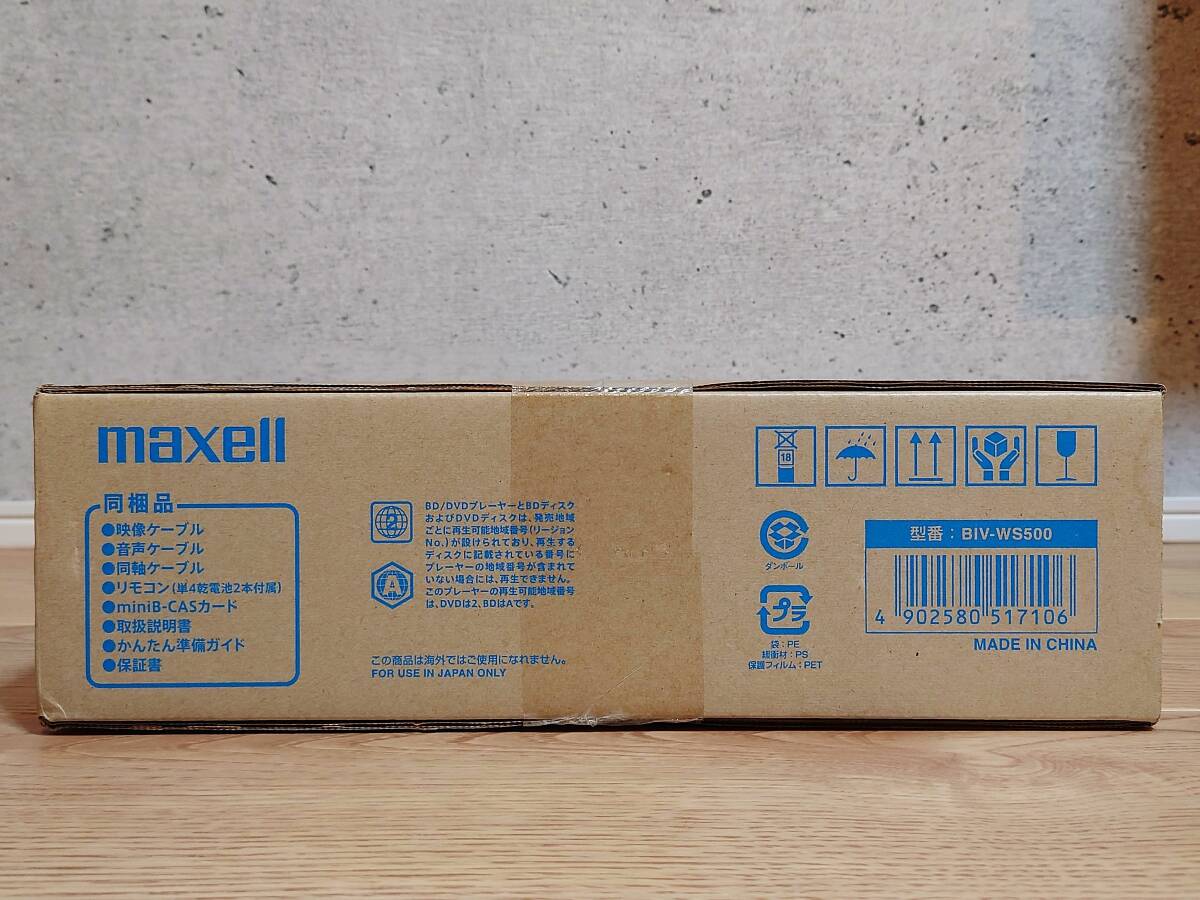 maxell
同梱品
●映像ケーブル
●音声ケーブル
●同軸ケーブル
●リモコン(単4乾電池2本付属)
●miniB-CASカード
●取扱説明書
●かんたん準備ガイド
●保証書
2
A
BD/DVDプレーヤーとBDディスク
およびDVDディスクは、発売地域
ごとに再生可能地域番号(リージョン
No.)が設けられており、再生する
ディスクに記載されている番号に
プレーヤーの地域番号が含まれて
いない場合には、再生できません。
このプレーヤーの再生可能地域番号
は、DVDは2、BDはAです。
この商品は海外ではご使用になれません。
FOR USE IN JAPAN ONLY
18
ダンボール
プラ
袋:PE
緩衝材:PS
保護フィルム:PET
型番:BIV-WS500
4 902580 517106
MADE IN CHINA